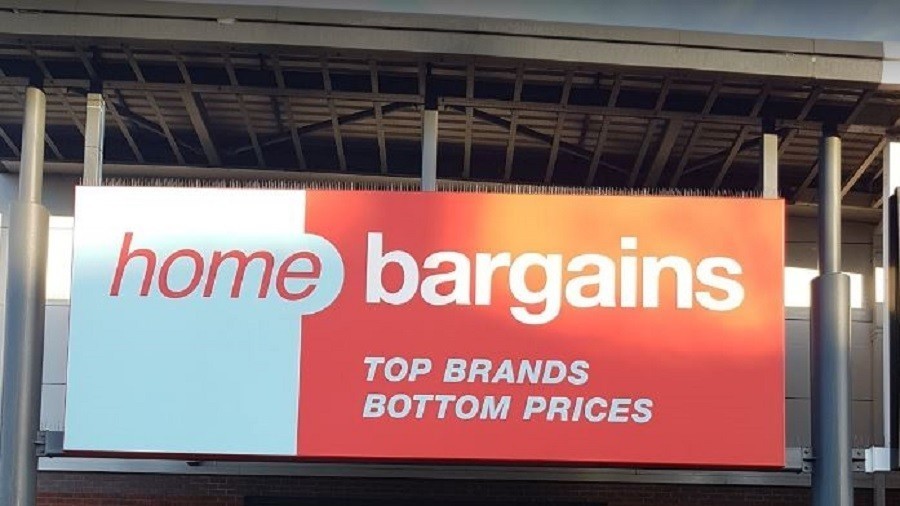 home bargains
TOP BRANDS
BOTTOM PRICES